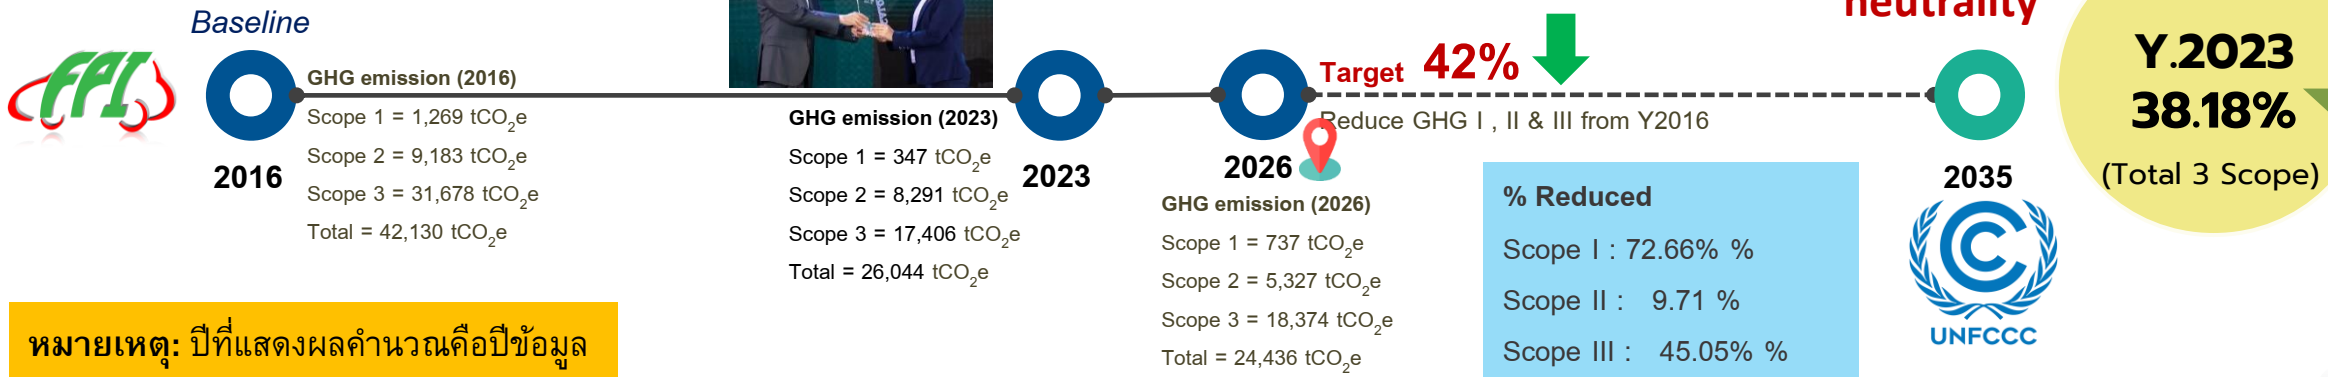 Baseline
neutrality
FPI
GHG emission (2016)
Scope 1 = 1,269 tCO2e
Scope 2 = 9,183 tCO2e
Scope 3 = 31,678 tCO2e
Total = 42,130 tCO2e
2016
GHG emission (2023)
Scope 1 = 347 tCO2e
Scope 2 = 8,291 tCO2e
Scope 3 = 17,406 tCO2e
Total = 26,044 tCO2e
2023
2026
GHG emission (2026)
Scope 1 = 737 tCO2e
Scope 2 = 5,327 tCO2e
Scope 3 = 18,374 tCO2e
Total = 24,436 tCO2e
Target 42%
Reduce GHG I , II & III from Y2016
% Reduced
Scope I : 72.66% %
Scope II : 9.71 %
Scope III : 45.05% %
2035
UNFCCC
Y.2023
38.18%
(Total 3 Scope)
หมายเหตุ: ปีที่แสดงผลคำนวณคือปีข้อมูล